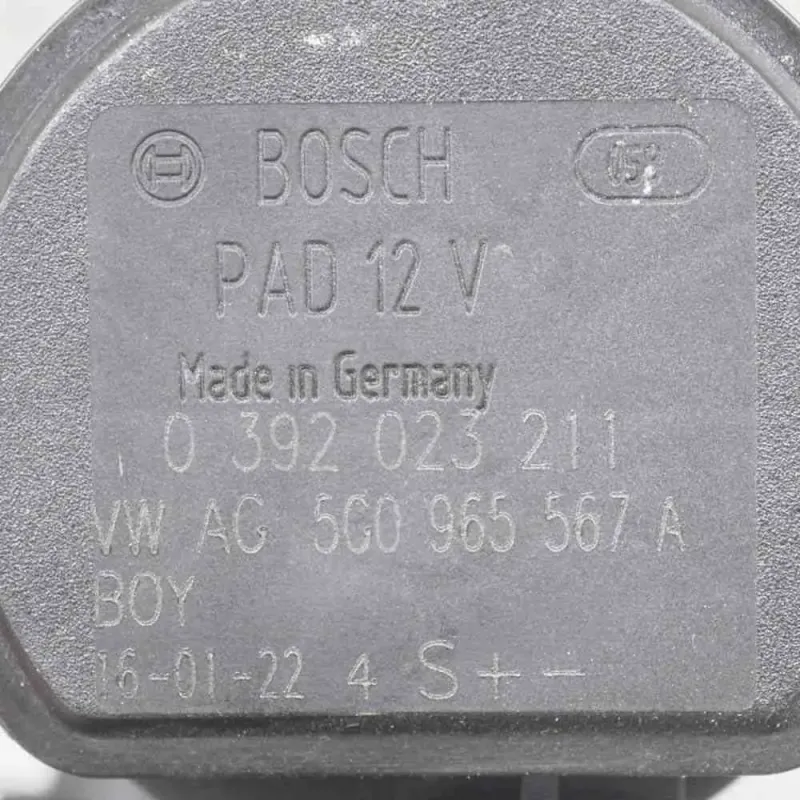 BOSCH
PAD 12 V
Made in Germany
0 392 023 211
VW AG 5G0 965 567 A
BOY
16-01-22 4 S + -